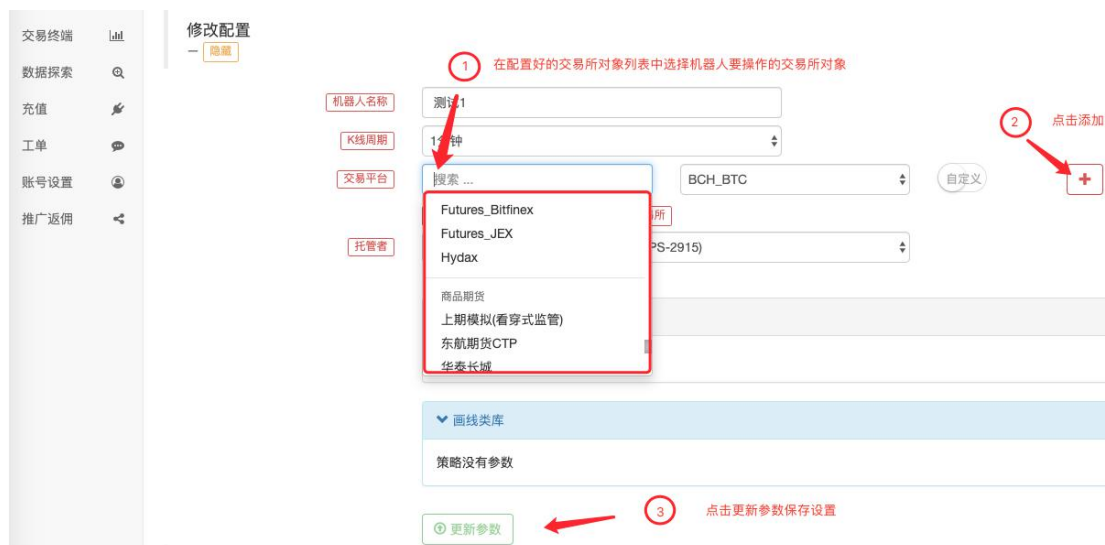 交易终端
数据探索
充值
工单
账号设置
推广返佣
修改配置
隐藏
1 在配置好的交易所对象列表中选择机器人要操作的交易所对象
机器人名称 测试1
2 点击添加
K线周期 1分钟
交易平台 搜索 ... BCH_BTC 自定义 +
Futures_Bitfinex
所
Futures_JEX
托管者 PS-2915)
Hydax
商品期货
上期模拟(看穿式监管)
东航期货CTP
华泰长城
画线类库
策略没有参数
更新参数 3 点击更新参数保存设置